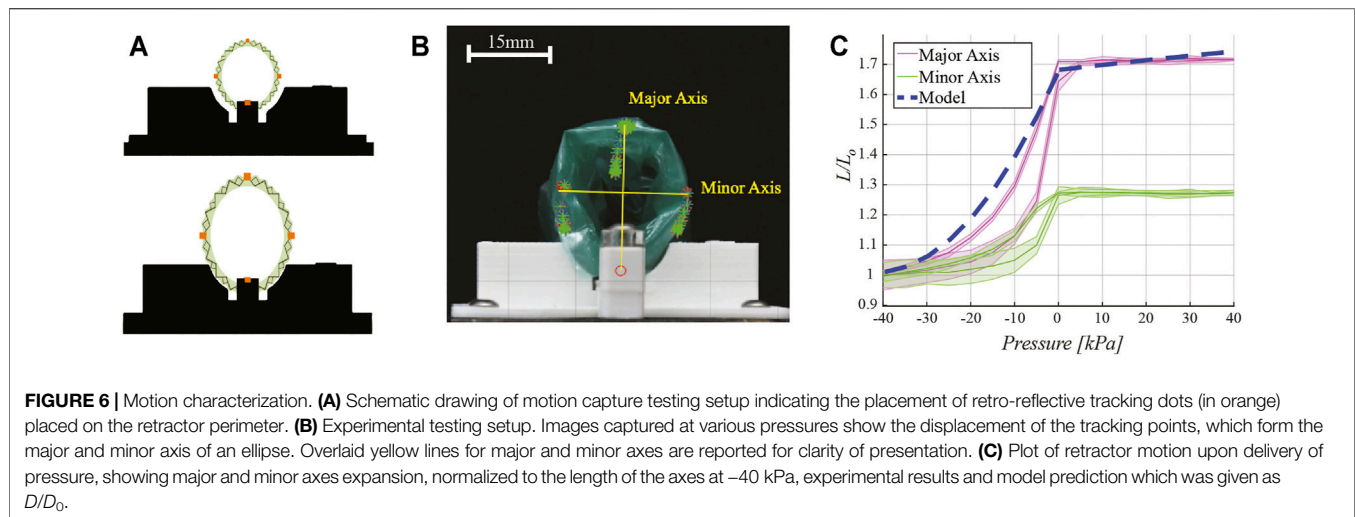 A
B
15mm
Major Axis
Minor Axis
C
Major Axis
Minor Axis
Model
L/Lo
1.7
1.6
1.5
1.4
1.3
1.2
1.1
1
0.9
-40 -30 -20 -10 0 10 20 30 40
Pressure [kPa]
FIGURE 6 | Motion characterization. (A) Schematic drawing of motion capture testing setup indicating the placement of retro-reflective tracking dots (in orange)
placed on the retractor perimeter. (B) Experimental testing setup. Images captured at various pressures show the displacement of the tracking points, which form the
major and minor axis of an ellipse. Overlaid yellow lines for major and minor axes are reported for clarity of presentation. (C) Plot of retractor motion upon delivery of
pressure, showing major and minor axes expansion, normalized to the length of the axes at −40 kPa, experimental results and model prediction which was given as
D/D0.